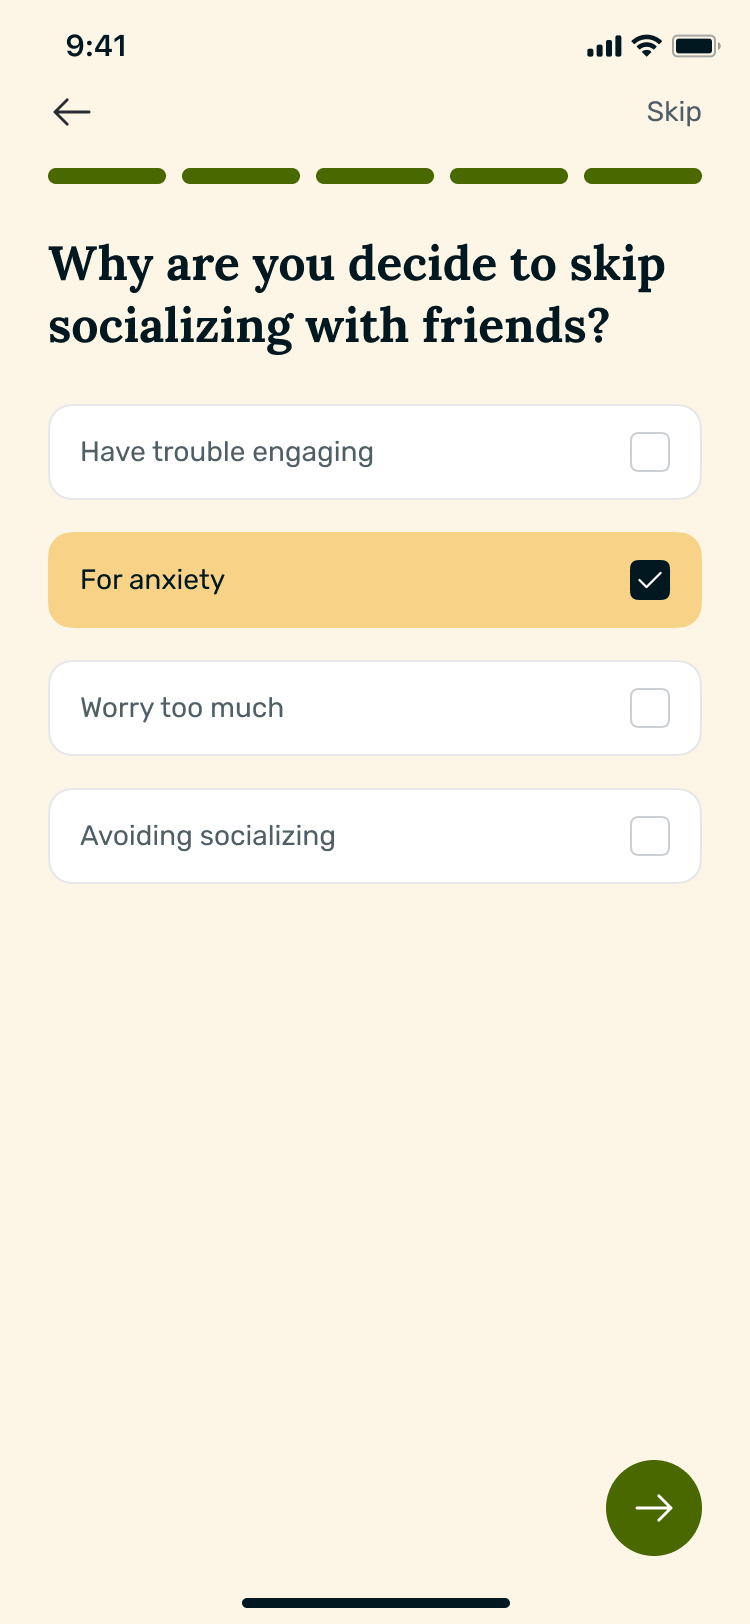 9:41
Skip
Why are you decide to skip
socializing with friends?
Have trouble engaging
For anxiety
Worry too much
Avoiding socializing